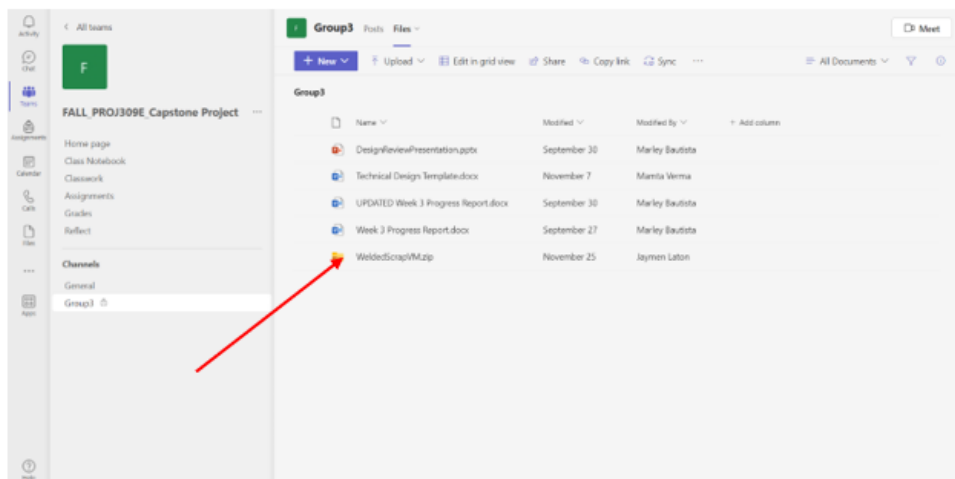 Activity
Chat
Teams
Assignments
Calendar
Calls
Files
Apps
Help
All teams
F
FALL_PROJ309E_Capstone Project
Home page
Class Notebook
Classwork
Assignments
Grades
Reflect
Channels
General
Group3
F Group3 Posts Files Meet
+ New Upload Edit in grid view Share Copy link Sync All Documents
Group3
Name Modified Modified By + Add column
DesignReviewPresentation.pptx September 30 Marley Bautista
Technical Design Template.docx November 7 Mamta Verma
UPDATED Week 3 Progress Report.docx September 30 Marley Bautista
Week 3 Progress Report.docx September 27 Marley Bautista
WeldedScrapVM.zip November 25 Jaymen Laton